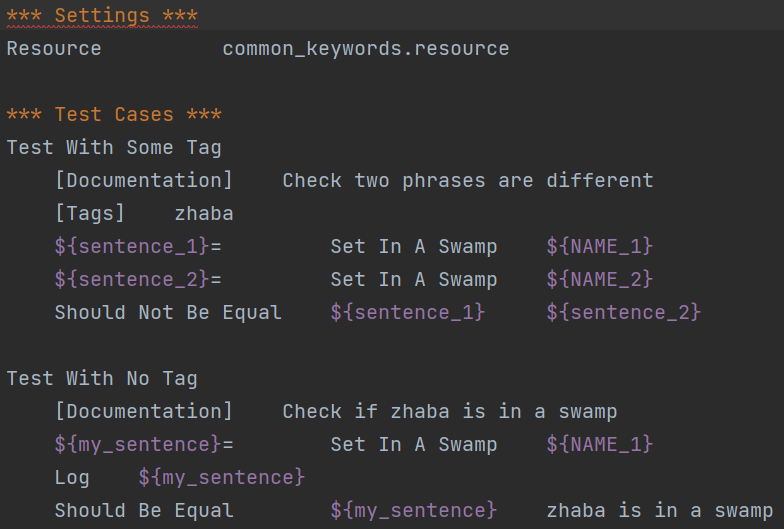 *** Settings ***
Resource          common_keywords.resource
*** Test Cases ***
Test With Some Tag
    [Documentation]    Check two phrases are different
    [Tags]    zhaba
    ${sentence_1}=         Set In A Swamp    ${NAME_1}
    ${sentence_2}=         Set In A Swamp    ${NAME_2}
    Should Not Be Equal    ${sentence_1}     ${sentence_2}
Test With No Tag
    [Documentation]    Check if zhaba is in a swamp
    ${my_sentence}=        Set In A Swamp    ${NAME_1}
    Log    ${my_sentence}
    Should Be Equal        ${my_sentence}    zhaba is in a swamp